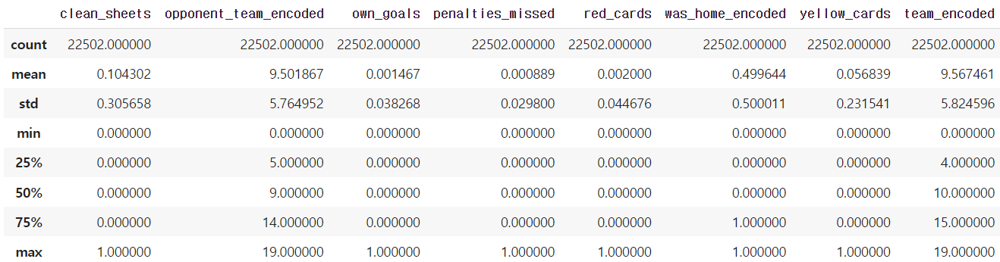 clean_sheets opponent_team_encoded own_goals penalties_missed red_cards was_home_encoded yellow_cards team_encoded
count 22502.000000 22502.000000 22502.000000 22502.000000 22502.000000 22502.000000 22502.000000 22502.000000
mean 0.104302 9.501867 0.001467 0.000889 0.002000 0.499644 0.056839 9.567461
std 0.305658 5.764952 0.038268 0.029800 0.044676 0.500011 0.231541 5.824596
min 0.000000 0.000000 0.000000 0.000000 0.000000 0.000000 0.000000 0.000000
25% 0.000000 5.000000 0.000000 0.000000 0.000000 0.000000 0.000000 4.000000
50% 0.000000 9.000000 0.000000 0.000000 0.000000 0.000000 0.000000 10.000000
75% 0.000000 14.000000 0.000000 0.000000 0.000000 1.000000 0.000000 15.000000
max 1.000000 19.000000 1.000000 1.000000 1.000000 1.000000 1.000000 19.000000